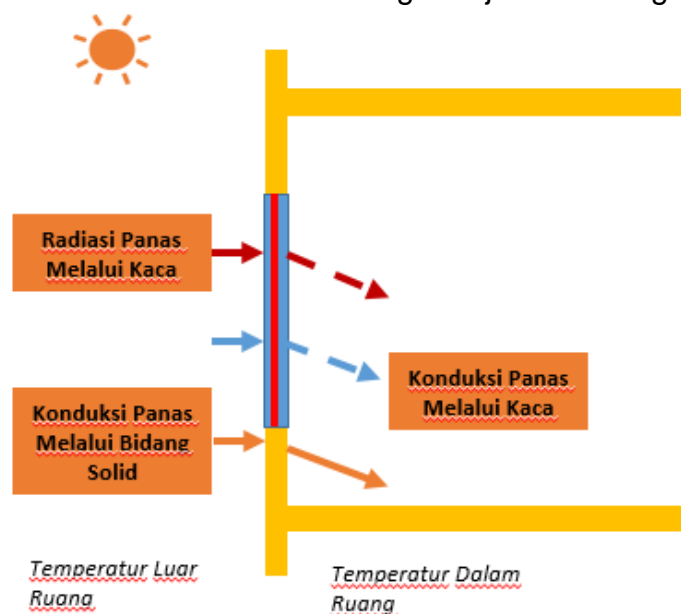 Radiasi Panas
Melalui Kaca
Konduksi Panas
Melalui Kaca
Konduksi Panas
Melalui Bidang
Solid
Temperatur Luar
Ruang
Temperatur Dalam
Ruang